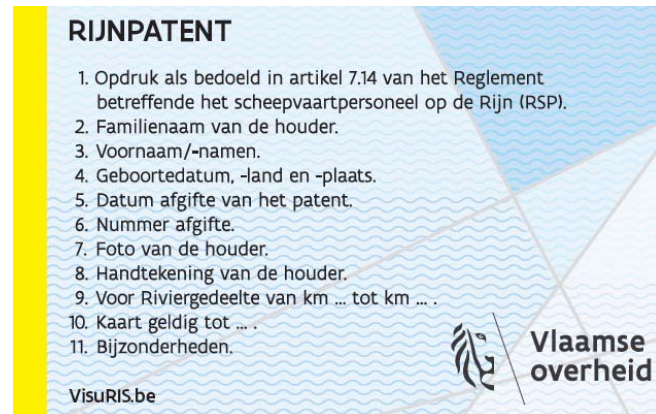 RIJNPATENT
1. Opdruk als bedoeld in artikel 7.14 van het Reglement
betreffende het scheepvaartpersoneel op de Rijn (RSP).
2. Familienaam van de houder.
3. Voornaam/-namen.
4. Geboortedatum, -land en -plaats.
5. Datum afgifte van het patent.
6. Nummer afgifte.
7. Foto van de houder.
8. Handtekening van de houder.
9. Voor Riviergedeelte van km ... tot km ... .
10. Kaart geldig tot ... .
11. Bijzonderheden.
Vlaamse
overheid
VisuRIS.be